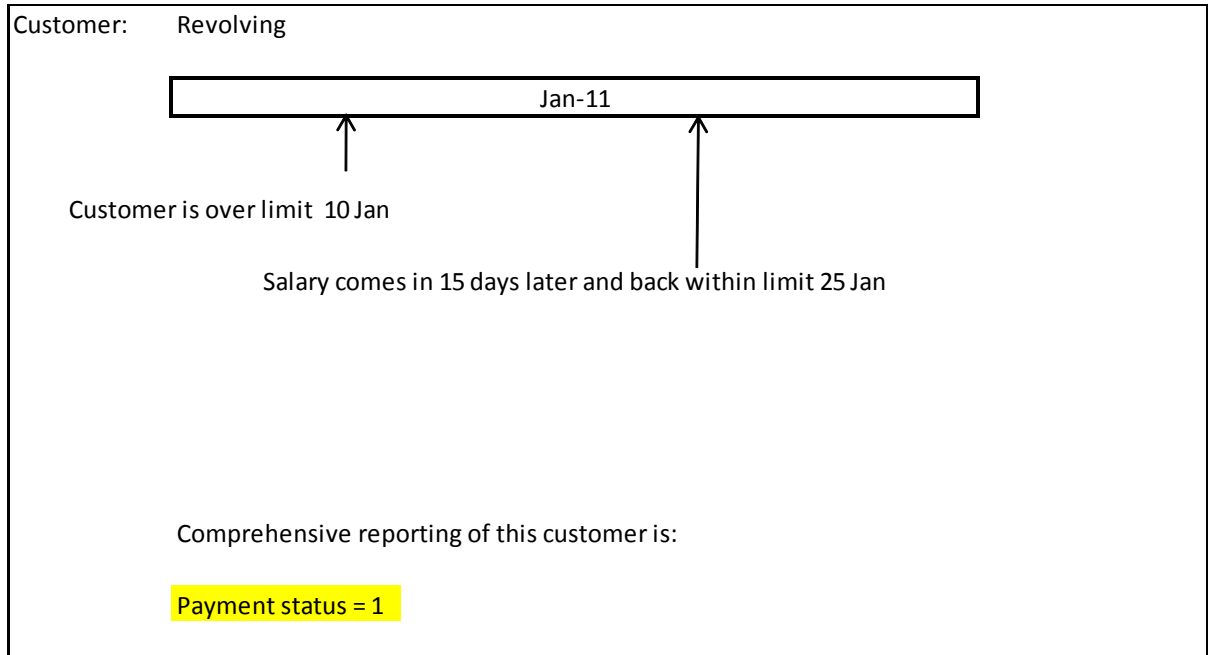 Customer: Revolving
Jan-11
Customer is over limit 10 Jan
Salary comes in 15 days later and back within limit 25 Jan
Comprehensive reporting of this customer is:
Payment status = 1